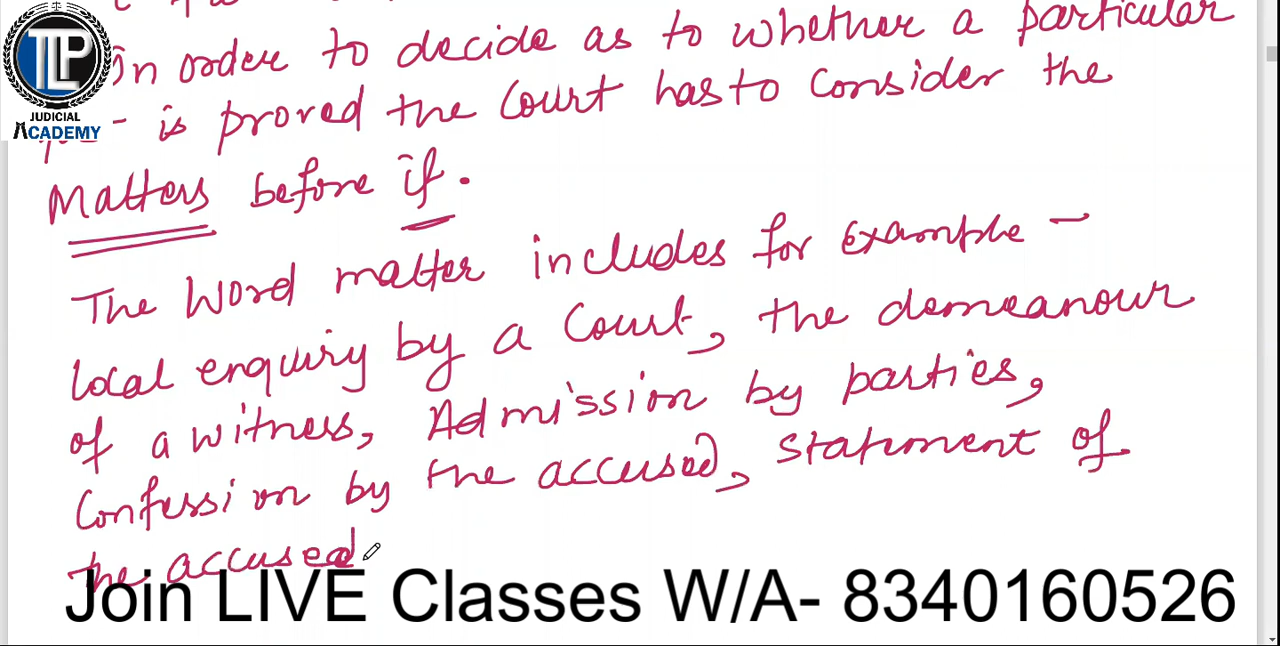 TLP
JUDICIAL
ACADEMY
In order to decide as to whether a particular
is proved the Court has to Consider the
Matters before it.
The Word matter includes for Example -
local enquiry by a Court, the demeanour
of a witness, Admission by parties,
Confession by the accused, Statement of
the accused
Join LIVE Classes W/A- 8340160526